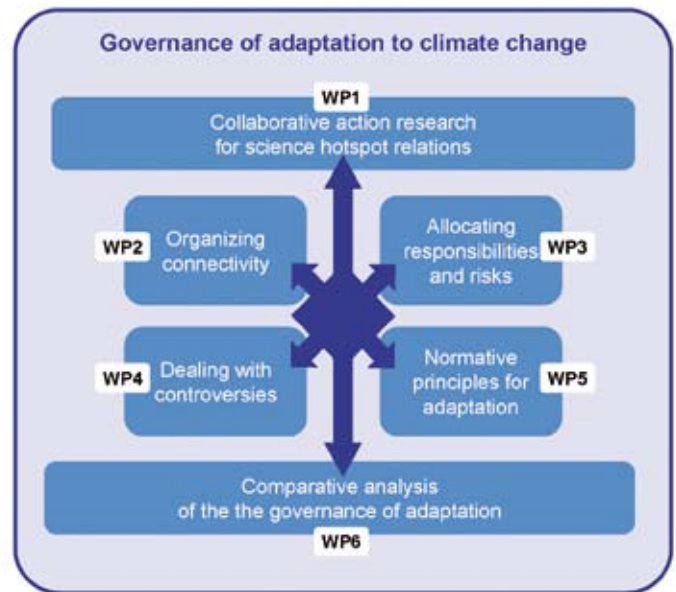 Governance of adaptation to climate change
WP1
Collaborative action research
for science hotspot relations
WP2
Organizing
connectivity
Allocating
responsibilities
and risks
WP3
WP4
Dealing with
controversies
Normative
principles for
adaptation
WP5
Comparative analysis
of the the governance of adaptation
WP6